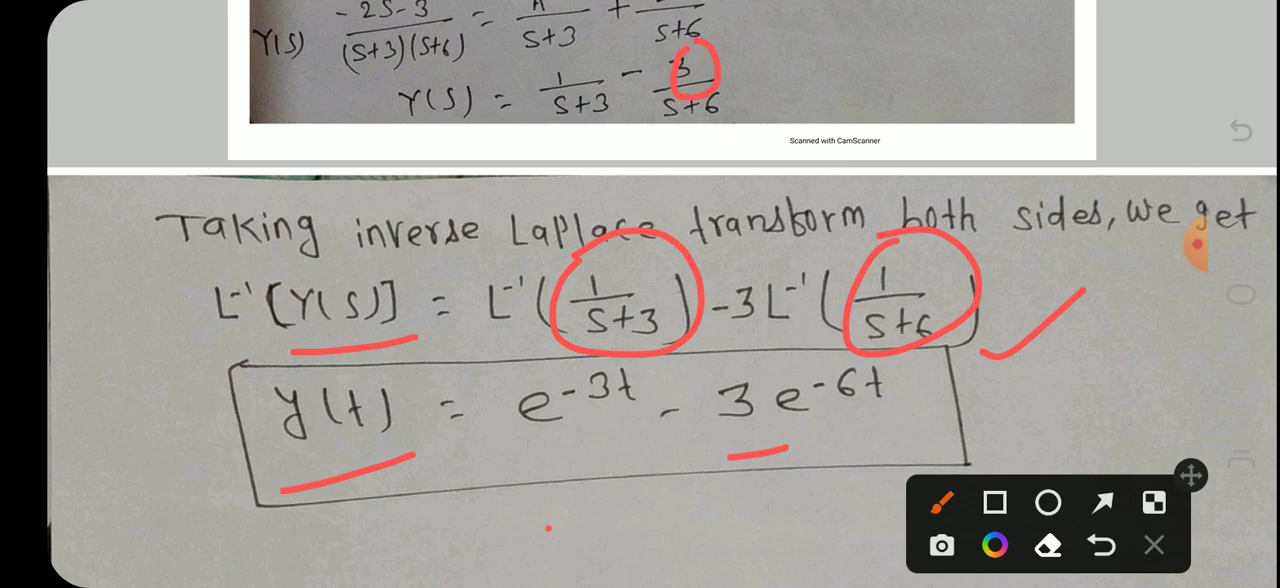 Y(S) -2S-3/(S+3)(S+6) = A/S+3 + /S+6
Y(S) = 1/S+3 - 3/S+6
Scanned with CamScanner
Taking inverse Laplace transform both sides, we get
L⁻¹[Y(S)] = L⁻¹(1/S+3) -3L⁻¹(1/S+6)
y(t) = e^-3t - 3e^-6t